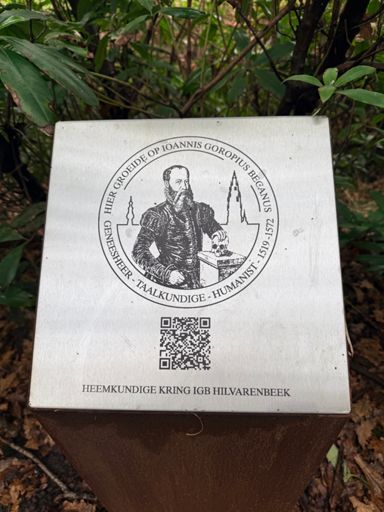 HIER GROEIDE OP IOANNIS GOROPIUS BECANUS
GENEESHEER - TAALKUNDIGE - HUMANIST - 1519-1572
HEEMKUNDIGE KRING IGB HILVARENBEEK